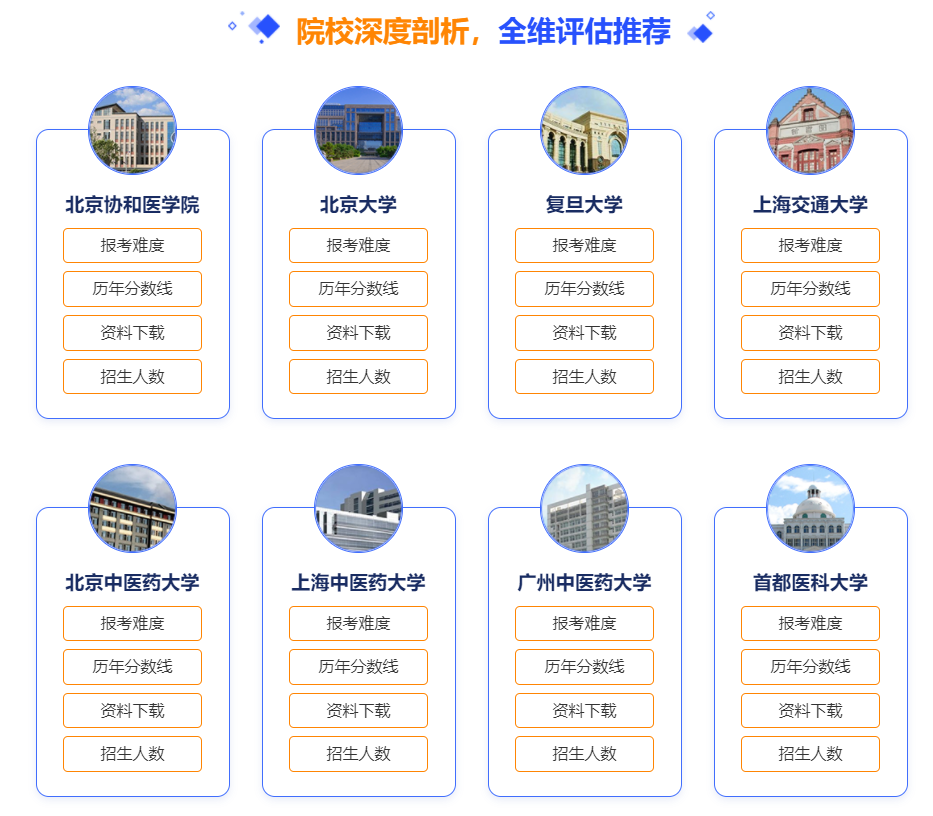 院校深度剖析，全维评估推荐
北京协和医学院
报考难度
历年分数线
资料下载
招生人数
北京大学
报考难度
历年分数线
资料下载
招生人数
复旦大学
报考难度
历年分数线
资料下载
招生人数
上海交通大学
报考难度
历年分数线
资料下载
招生人数
北京中医药大学
报考难度
历年分数线
资料下载
招生人数
上海中医药大学
报考难度
历年分数线
资料下载
招生人数
广州中医药大学
报考难度
历年分数线
资料下载
招生人数
首都医科大学
报考难度
历年分数线
资料下载
招生人数